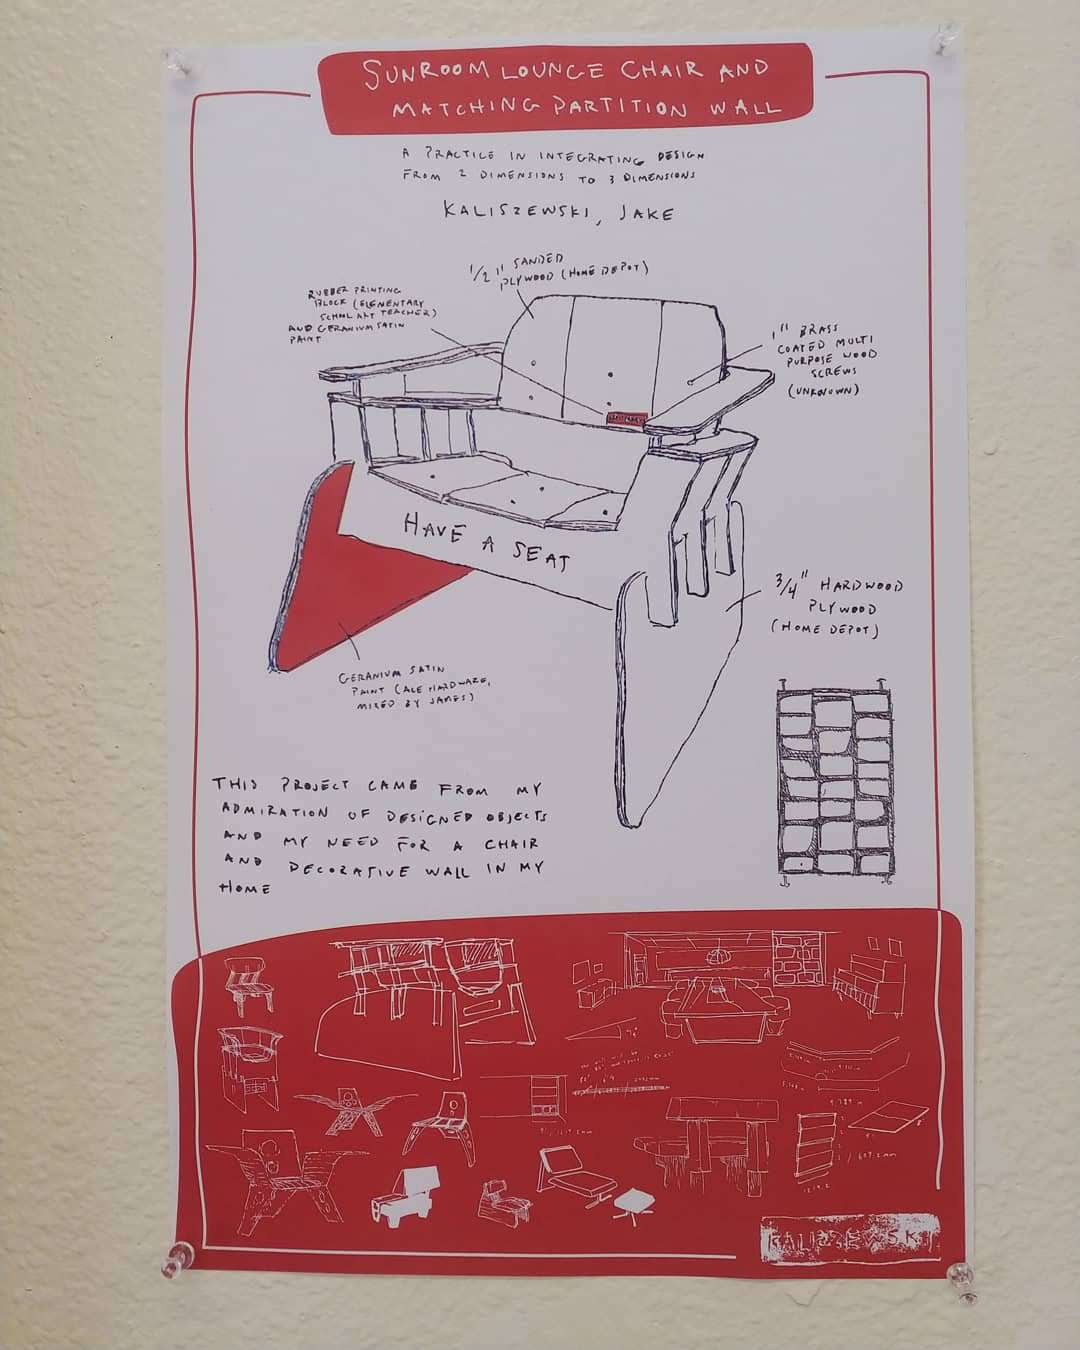 SUNROOM LOUNGE CHAIR AND
MATCHING PARTITION WALL
A PRACTICE IN INTEGRATING DESIGN
FROM 2 DIMENSIONS TO 3 DIMENSIONS
KALISZEWSKI, JAKE
1/2" SANDED
PLYWOOD (HOME DEPOT)
RUBBER PRINTING
BLOCK (ELEMENTARY
SCHOOL ART TEACHER)
AND GERANIUM SATIN
PAINT
1" BRASS
COATED MULTI
PURPOSE WOOD
SCREWS
(UNKNOWN)
HAVE A SEAT
3/4" HARDWOOD
PLYWOOD
(HOME DEPOT)
GERANIUM SATIN
PAINT (ACE HARDWARE,
MIXED BY JAMES)
THIS PROJECT CAME FROM MY
ADMIRATION OF DESIGNED OBJECTS
AND MY NEED FOR A CHAIR
AND DECORATIVE WALL IN MY
HOME
KALISZEWSKI